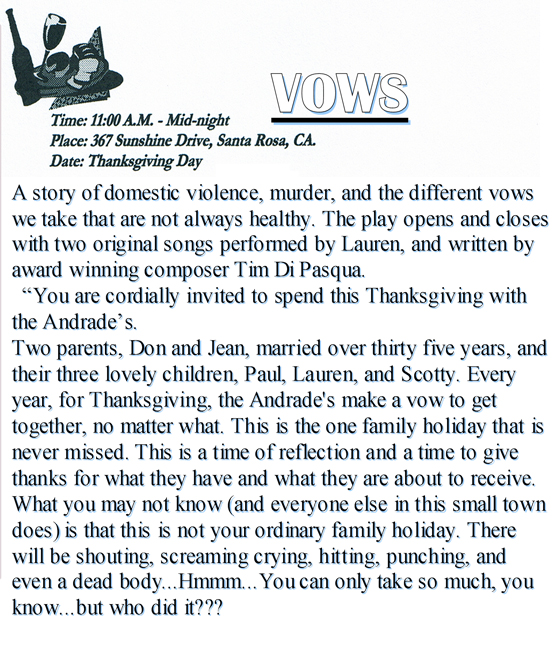 VOWS
Time: 11:00 A.M. - Mid-night
Place: 367 Sunshine Drive, Santa Rosa, CA.
Date: Thanksgiving Day
A story of domestic violence, murder, and the different vows
we take that are not always healthy. The play opens and closes
with two original songs performed by Lauren, and written by
award winning composer Tim Di Pasqua.
“You are cordially invited to spend this Thanksgiving with
the Andrade’s.
Two parents, Don and Jean, married over thirty five years, and
their three lovely children, Paul, Lauren, and Scotty. Every
year, for Thanksgiving, the Andrade's make a vow to get
together, no matter what. This is the one family holiday that is
never missed. This is a time of reflection and a time to give
thanks for what they have and what they are about to receive.
What you may not know (and everyone else in this small town
does) is that this is not your ordinary family holiday. There
will be shouting, screaming crying, hitting, punching, and
even a dead body...Hmmm...You can only take so much, you
know...but who did it???